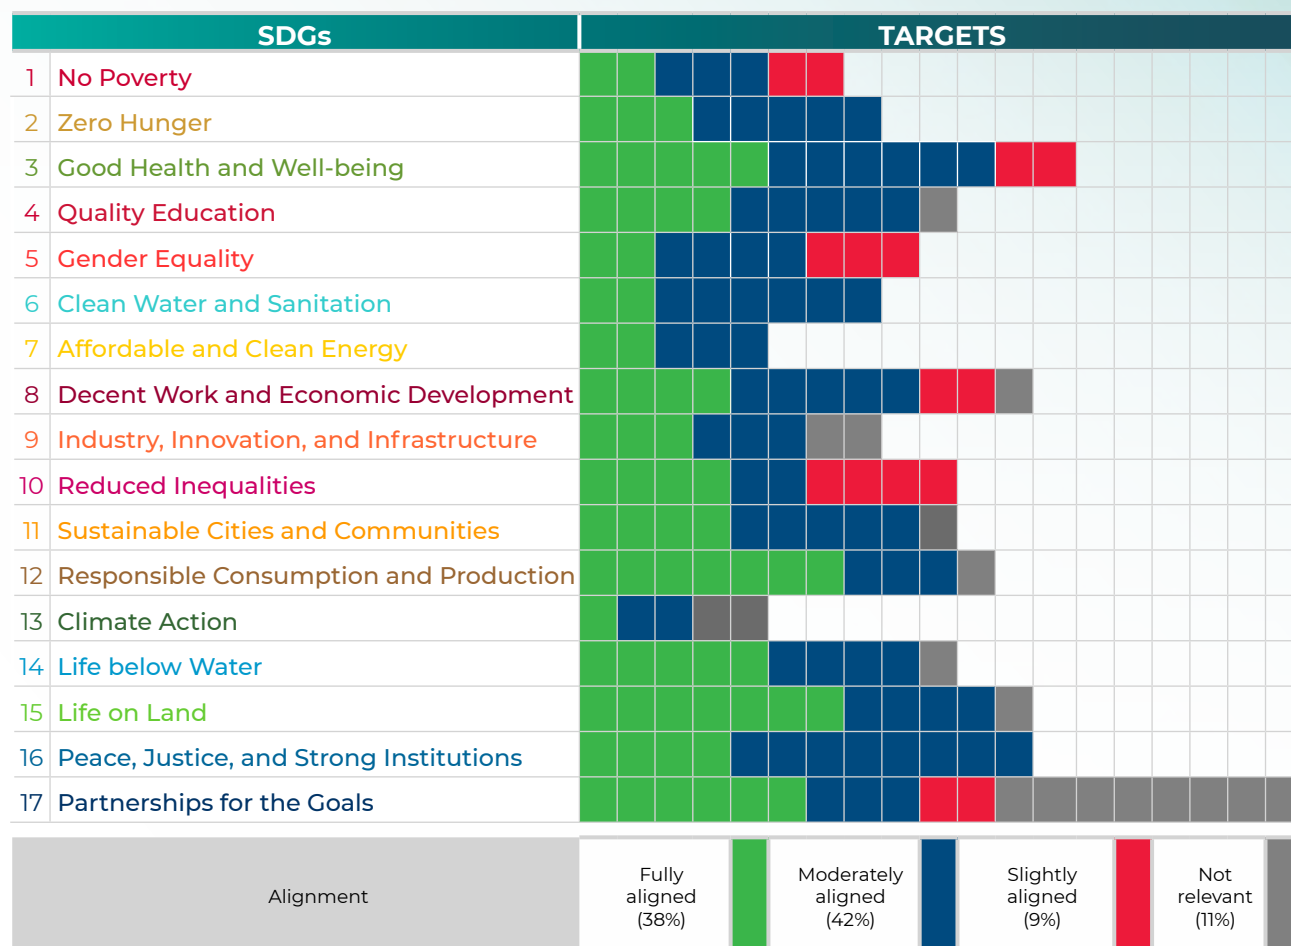 SDGs TARGETS
1 No Poverty
2 Zero Hunger
3 Good Health and Well-being
4 Quality Education
5 Gender Equality
6 Clean Water and Sanitation
7 Affordable and Clean Energy
8 Decent Work and Economic Development
9 Industry, Innovation, and Infrastructure
10 Reduced Inequalities
11 Sustainable Cities and Communities
12 Responsible Consumption and Production
13 Climate Action
14 Life below Water
15 Life on Land
16 Peace, Justice, and Strong Institutions
17 Partnerships for the Goals
Alignment
Fully
aligned
(38%)
Moderately
aligned
(42%)
Slightly
aligned
(9%)
Not
relevant
(11%)